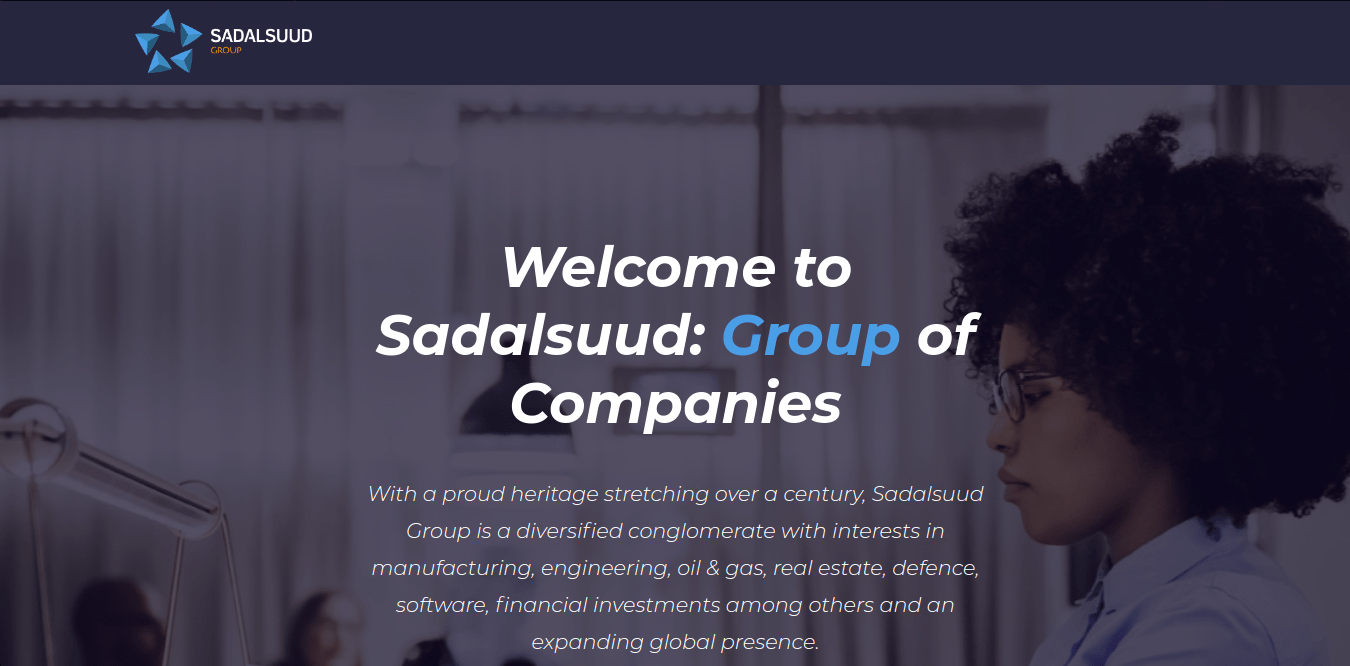 SADALSUUD
GROUP
Welcome to
Sadalsuud: Group of
Companies
With a proud heritage stretching over a century, Sadalsuud
Group is a diversified conglomerate with interests in
manufacturing, engineering, oil & gas, real estate, defence,
software, financial investments among others and an
expanding global presence.